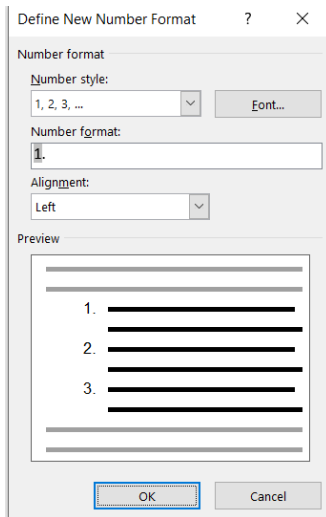 Define New Number Format ? ×
Number format
Number style:
1, 2, 3, ...
Font...
Number format:
1.
Alignment:
Left
Preview
1.
2.
3.
OK Cancel